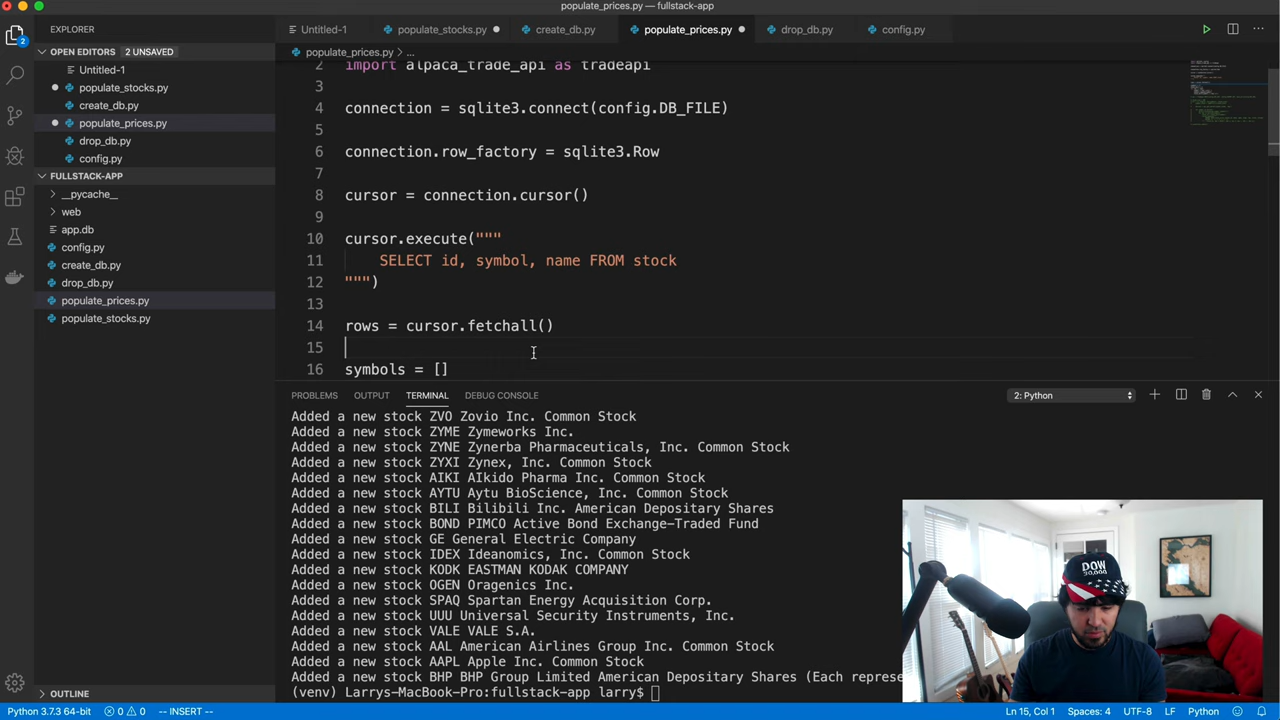 populate_prices.py — fullstack-app
EXPLORER
Untitled-1
populate_stocks.py
create_db.py
populate_prices.py
drop_db.py
config.py
OPEN EDITORS 2 UNSAVED
populate_prices.py > ...
Untitled-1
populate_stocks.py
create_db.py
populate_prices.py
drop_db.py
config.py
FULLSTACK-APP
__pycache__
web
app.db
config.py
create_db.py
drop_db.py
populate_prices.py
populate_stocks.py
2 import alpaca_trade_api as tradeapi
3
4 connection = sqlite3.connect(config.DB_FILE)
5
6 connection.row_factory = sqlite3.Row
7
8 cursor = connection.cursor()
9
10 cursor.execute("""
11 SELECT id, symbol, name FROM stock
12 """)
13
14 rows = cursor.fetchall()
15
16 symbols = []
PROBLEMS OUTPUT TERMINAL DEBUG CONSOLE 2: Python
Added a new stock ZVO Zovio Inc. Common Stock
Added a new stock ZYME Zymeworks Inc.
Added a new stock ZYNE Zynerba Pharmaceuticals, Inc. Common Stock
Added a new stock ZYXI Zynex, Inc. Common Stock
Added a new stock AIKI AIkido Pharma Inc. Common Stock
Added a new stock AYTU Aytu BioScience, Inc. Common Stock
Added a new stock BILI Bilibili Inc. American Depositary Shares
Added a new stock BOND PIMCO Active Bond Exchange-Traded Fund
Added a new stock GE General Electric Company
Added a new stock IDEX Ideanomics, Inc. Common Stock
Added a new stock KODK EASTMAN KODAK COMPANY
Added a new stock OGEN Oragenics Inc.
Added a new stock SPAQ Spartan Energy Acquisition Corp.
Added a new stock UUU Universal Security Instruments, Inc.
Added a new stock VALE VALE S.A.
Added a new stock AAL American Airlines Group Inc. Common Stock
Added a new stock AAPL Apple Inc. Common Stock
Added a new stock BHP BHP Group Limited American Depositary Shares (Each represe
(venv) Larrys-MacBook-Pro:fullstack-app larry$
DOW
20,000
2
OUTLINE
Python 3.7.3 64-bit 0 0 -- INSERT -- Ln 15, Col 1 Spaces: 4 UTF-8 LF Python